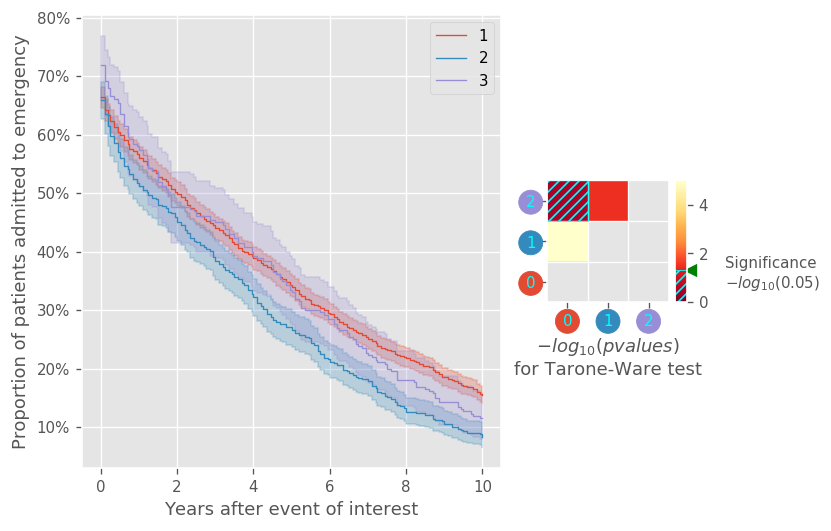 80%
70%
60%
50%
40%
30%
20%
10%
Proportion of patients admitted to emergency
0 2 4 6 8 10
Years after event of interest
1
2
3
2
1
0
0 1 2
−log₁₀(pvalues)
for Tarone-Ware test
4
2
0
Significance
−log₁₀(0.05)